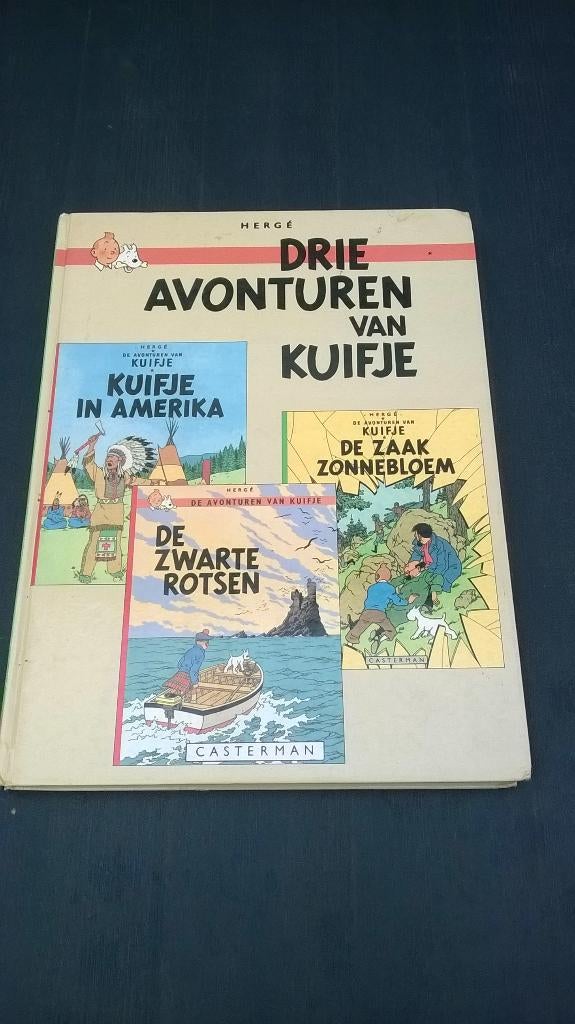 HERGÉ
DRIE
AVONTUREN
VAN
KUIFJE
- HERGÉ -
DE AVONTUREN VAN
KUIFJE
KUIFJE
IN AMERIKA
- HERGÉ -
DE AVONTUREN VAN
KUIFJE
DE ZAAK
ZONNEBLOEM
CASTERMAN
HERGÉ
DE AVONTUREN VAN KUIFJE
DE
ZWARTE
ROTSEN
CASTERMAN